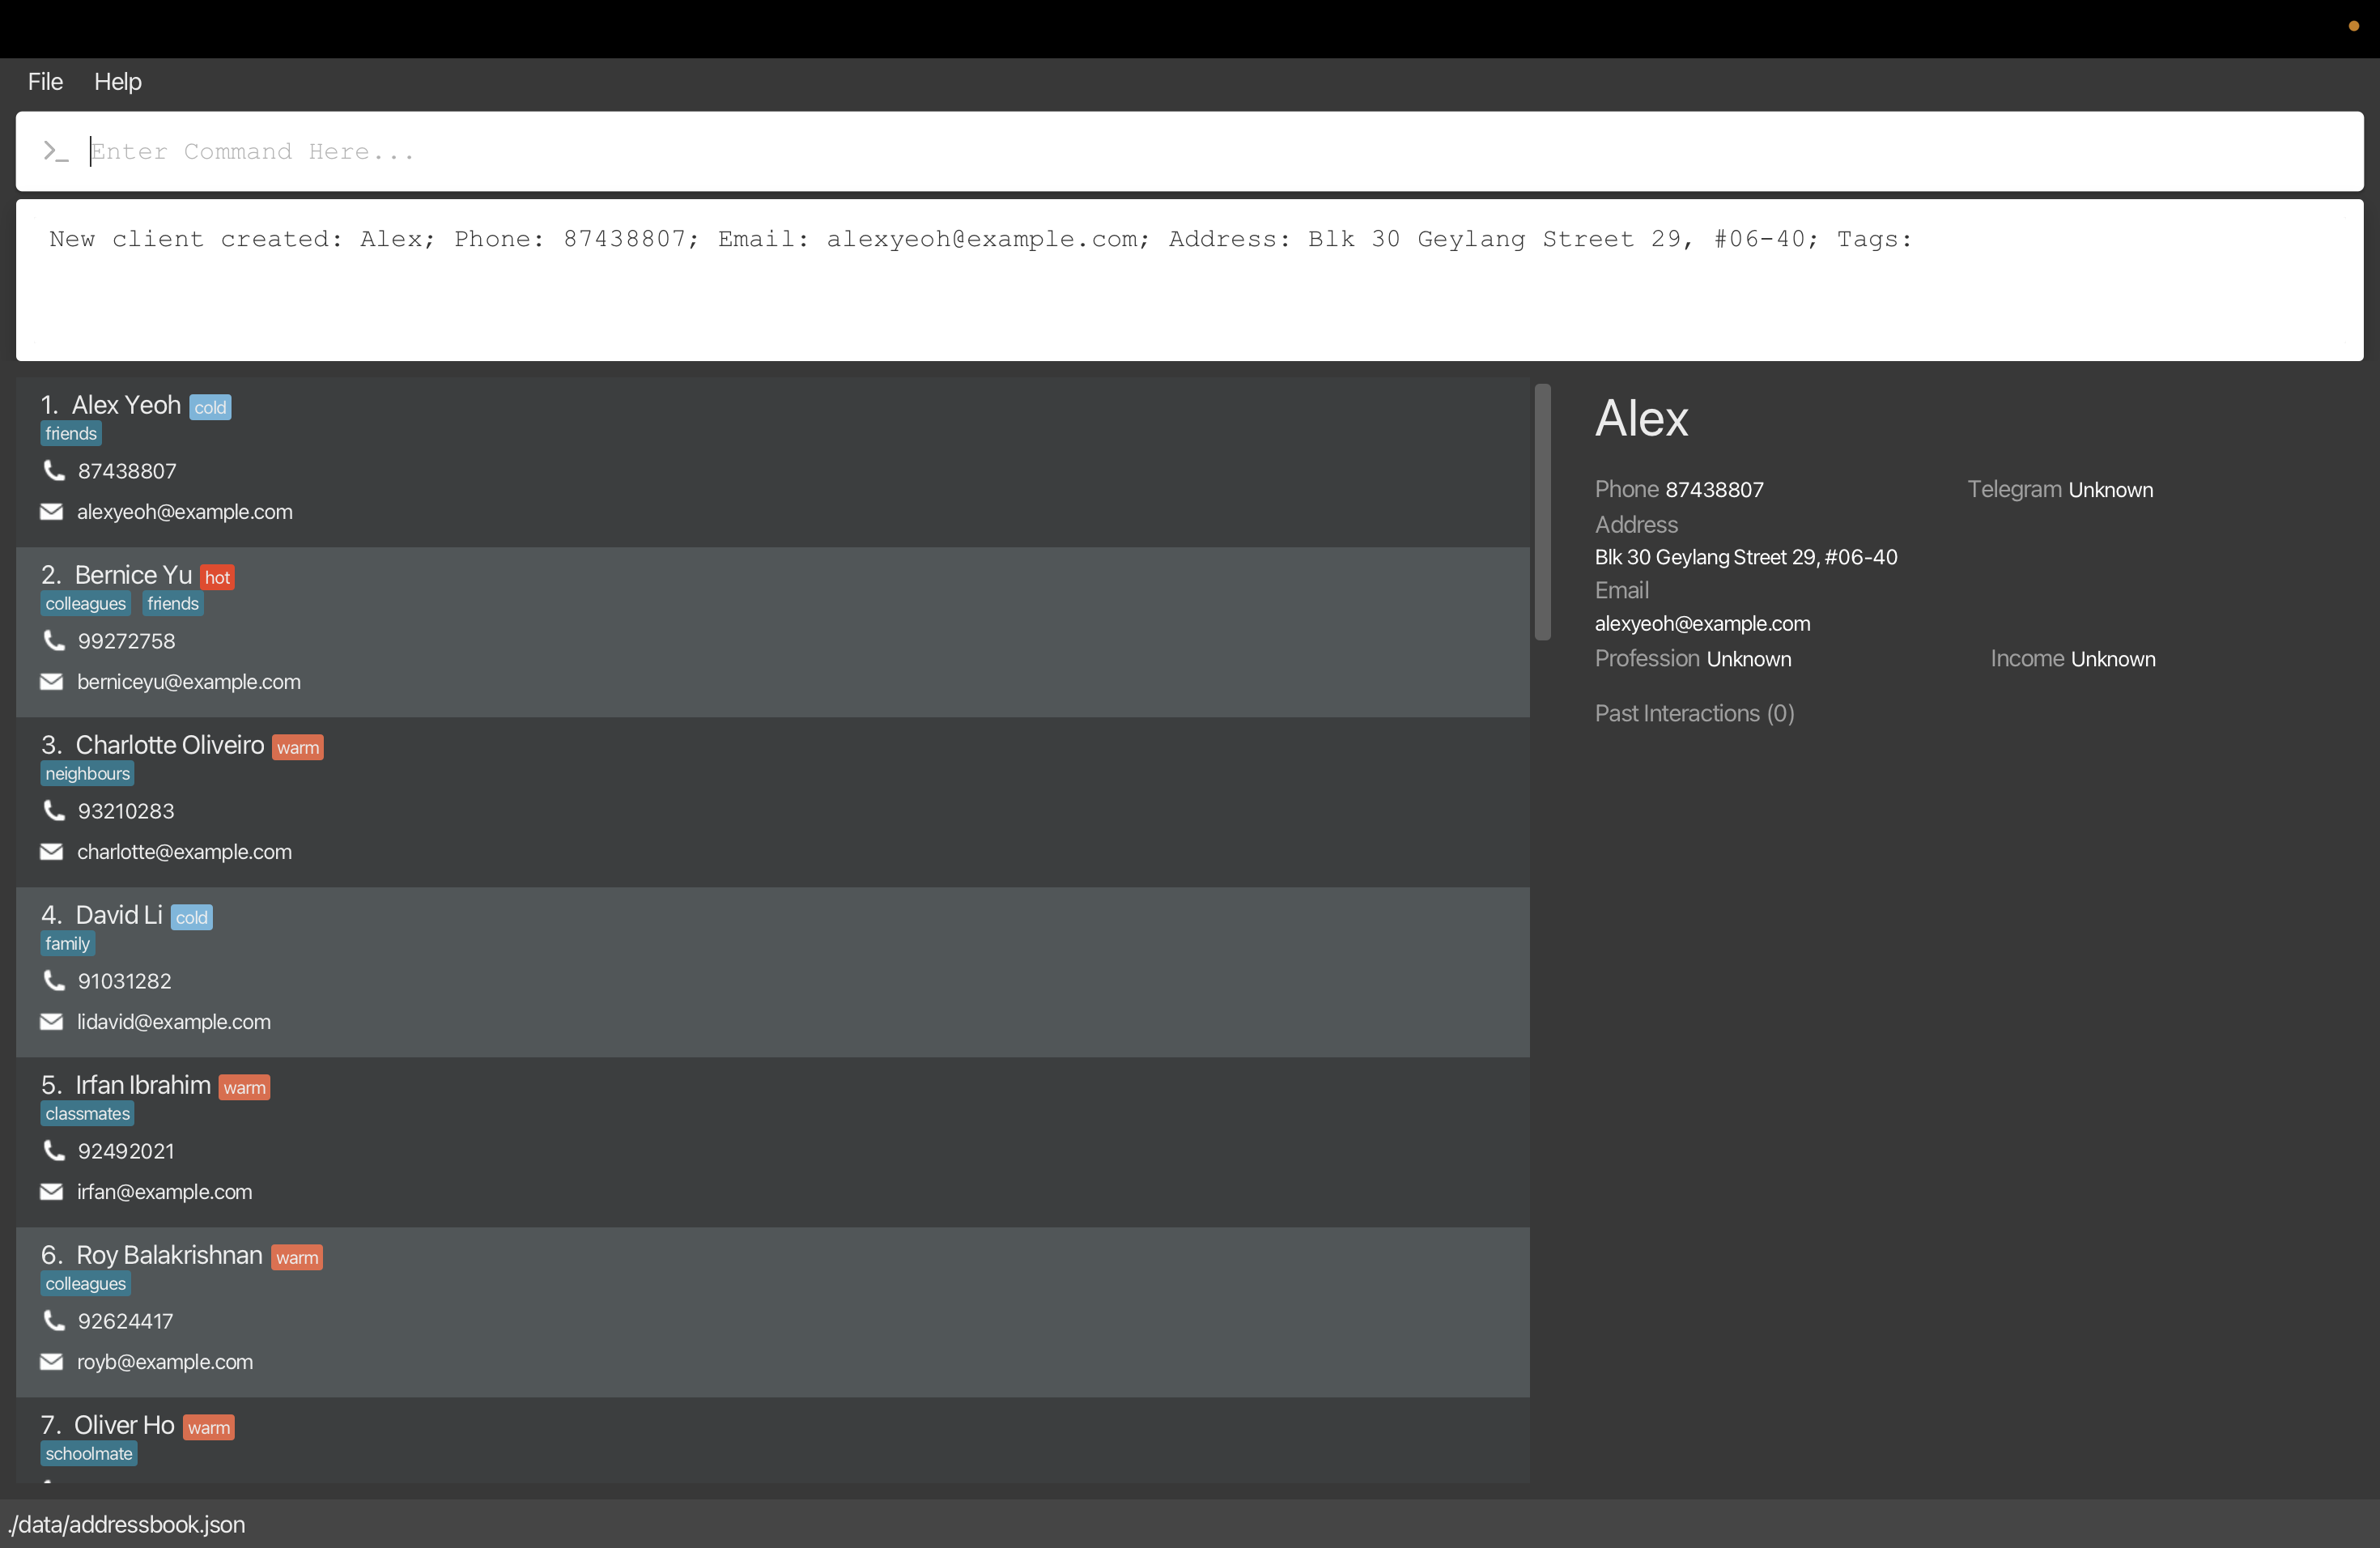 File Help
Enter Command Here...
New client created: Alex; Phone: 87438807; Email: alexyeoh@example.com; Address: Blk 30 Geylang Street 29, #06-40; Tags:
1. Alex Yeoh cold
friends
87438807
alexyeoh@example.com
2. Bernice Yu hot
colleagues friends
99272758
berniceyu@example.com
3. Charlotte Oliveiro warm
neighbours
93210283
charlotte@example.com
4. David Li cold
family
91031282
lidavid@example.com
5. Irfan Ibrahim warm
classmates
92492021
irfan@example.com
6. Roy Balakrishnan warm
colleagues
92624417
royb@example.com
7. Oliver Ho warm
schoolmate
Alex
Phone 87438807 Telegram Unknown
Address
Blk 30 Geylang Street 29, #06-40
Email
alexyeoh@example.com
Profession Unknown Income Unknown
Past Interactions (0)
./data/addressbook.json